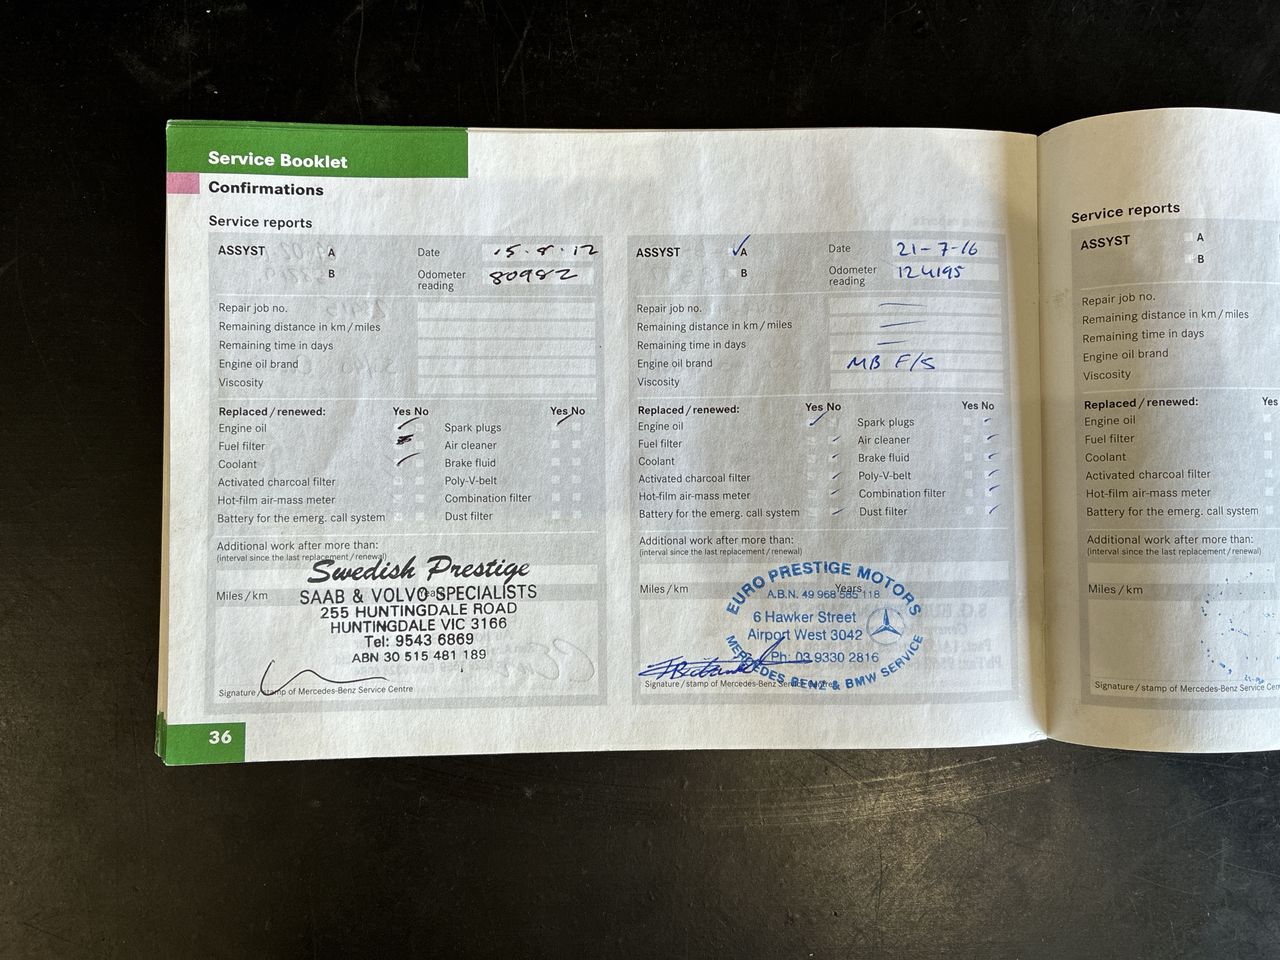 Service Booklet
Confirmations
Service reports
ASSYST A
B
Date 15.8.12
Odometer reading 80982
Repair job no.
Remaining distance in km/miles
Remaining time in days
Engine oil brand
Viscosity
Replaced/renewed: Yes No Yes No
Engine oil Spark plugs
Fuel filter Air cleaner
Coolant Brake fluid
Activated charcoal filter Poly-V-belt
Hot-film air-mass meter Combination filter
Battery for the emerg. call system Dust filter
Additional work after more than:
(interval since the last replacement/renewal)
Miles/km
Swedish Prestige
SAAB & VOLVO SPECIALISTS
255 HUNTINGDALE ROAD
HUNTINGDALE VIC 3166
Tel: 9543 6869
ABN 30 515 481 189
Signature/stamp of Mercedes-Benz Service Centre
36
ASSYST A
B
Date 21-7-16
Odometer reading 124195
Repair job no.
Remaining distance in km/miles
Remaining time in days
Engine oil brand MB F/S
Viscosity
Replaced/renewed: Yes No Yes No
Engine oil Spark plugs
Fuel filter Air cleaner
Coolant Brake fluid
Activated charcoal filter Poly-V-belt
Hot-film air-mass meter Combination filter
Battery for the emerg. call system Dust filter
Additional work after more than:
(interval since the last replacement/renewal)
Miles/km Years
EURO PRESTIGE MOTORS
A.B.N. 49 968 585 118
6 Hawker Street
Airport West 3042
Ph: 03 9330 2816
MERCEDES BENZ & BMW SERVICE
Signature/stamp of Mercedes-Benz Service Centre
Service reports
ASSYST A
B
Repair job no.
Remaining distance in km/miles
Remaining time in days
Engine oil brand
Viscosity
Replaced/renewed: Yes
Engine oil
Fuel filter
Coolant
Activated charcoal filter
Hot-film air-mass meter
Battery for the emerg. call system
Additional work after more than:
(interval since the last replacement/renewal)
Miles/km
Signature/stamp of Mercedes-Benz Service Cen